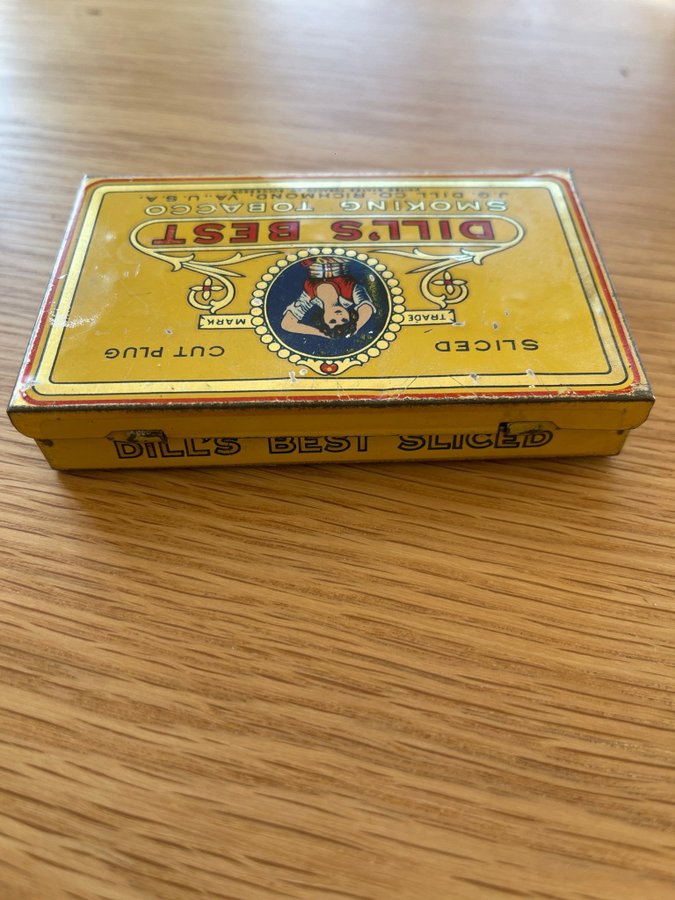 SLICED CUT PLUG
TRADE MARK
DILL'S BEST
SMOKING TOBACCO
J.G. DILL CO. RICHMOND, VA., U.S.A.
DILL'S BEST SLICED